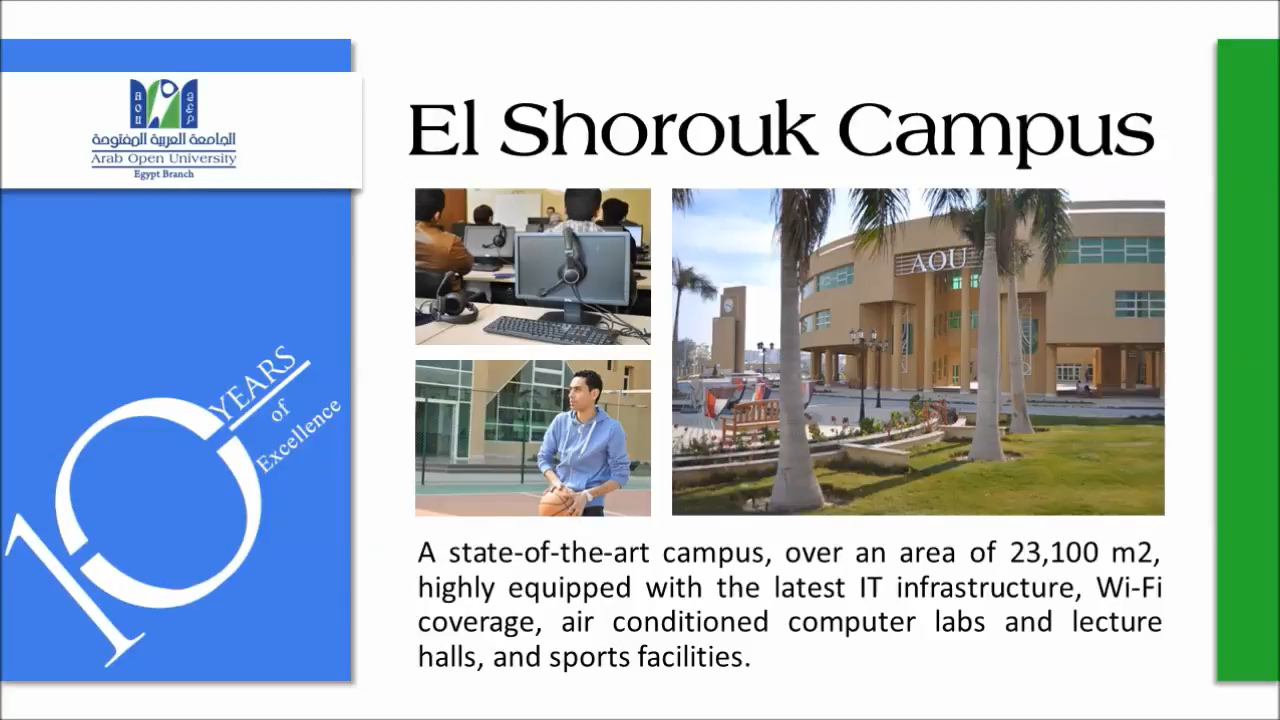 الجامعة العربية المفتوحة
Arab Open University
Egypt Branch
El Shorouk Campus
AOU
10 YEARS
of
Excellence
A state-of-the-art campus, over an area of 23,100 m2,
highly equipped with the latest IT infrastructure, Wi-Fi
coverage, air conditioned computer labs and lecture
halls, and sports facilities.